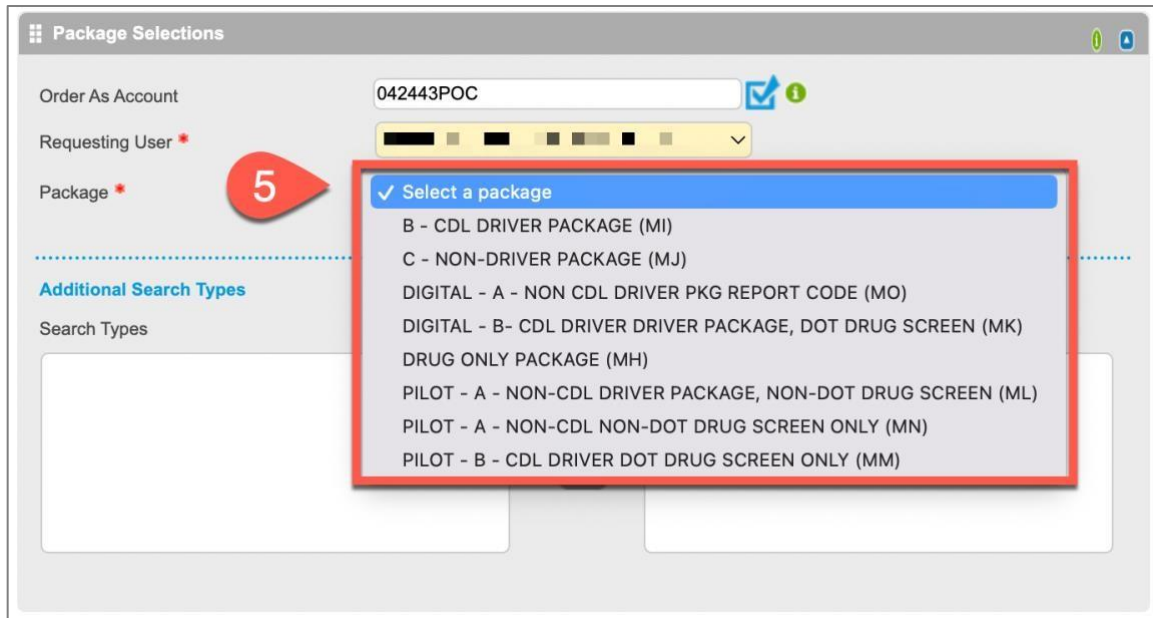 Package Selections
Order As Account
042443POC
Requesting User *
Package *
5
✓ Select a package
B - CDL DRIVER PACKAGE (MI)
C - NON-DRIVER PACKAGE (MJ)
DIGITAL - A - NON CDL DRIVER PKG REPORT CODE (MO)
DIGITAL - B- CDL DRIVER DRIVER PACKAGE, DOT DRUG SCREEN (MK)
DRUG ONLY PACKAGE (MH)
PILOT - A - NON-CDL DRIVER PACKAGE, NON-DOT DRUG SCREEN (ML)
PILOT - A - NON-CDL NON-DOT DRUG SCREEN ONLY (MN)
PILOT - B - CDL DRIVER DOT DRUG SCREEN ONLY (MM)
Additional Search Types
Search Types